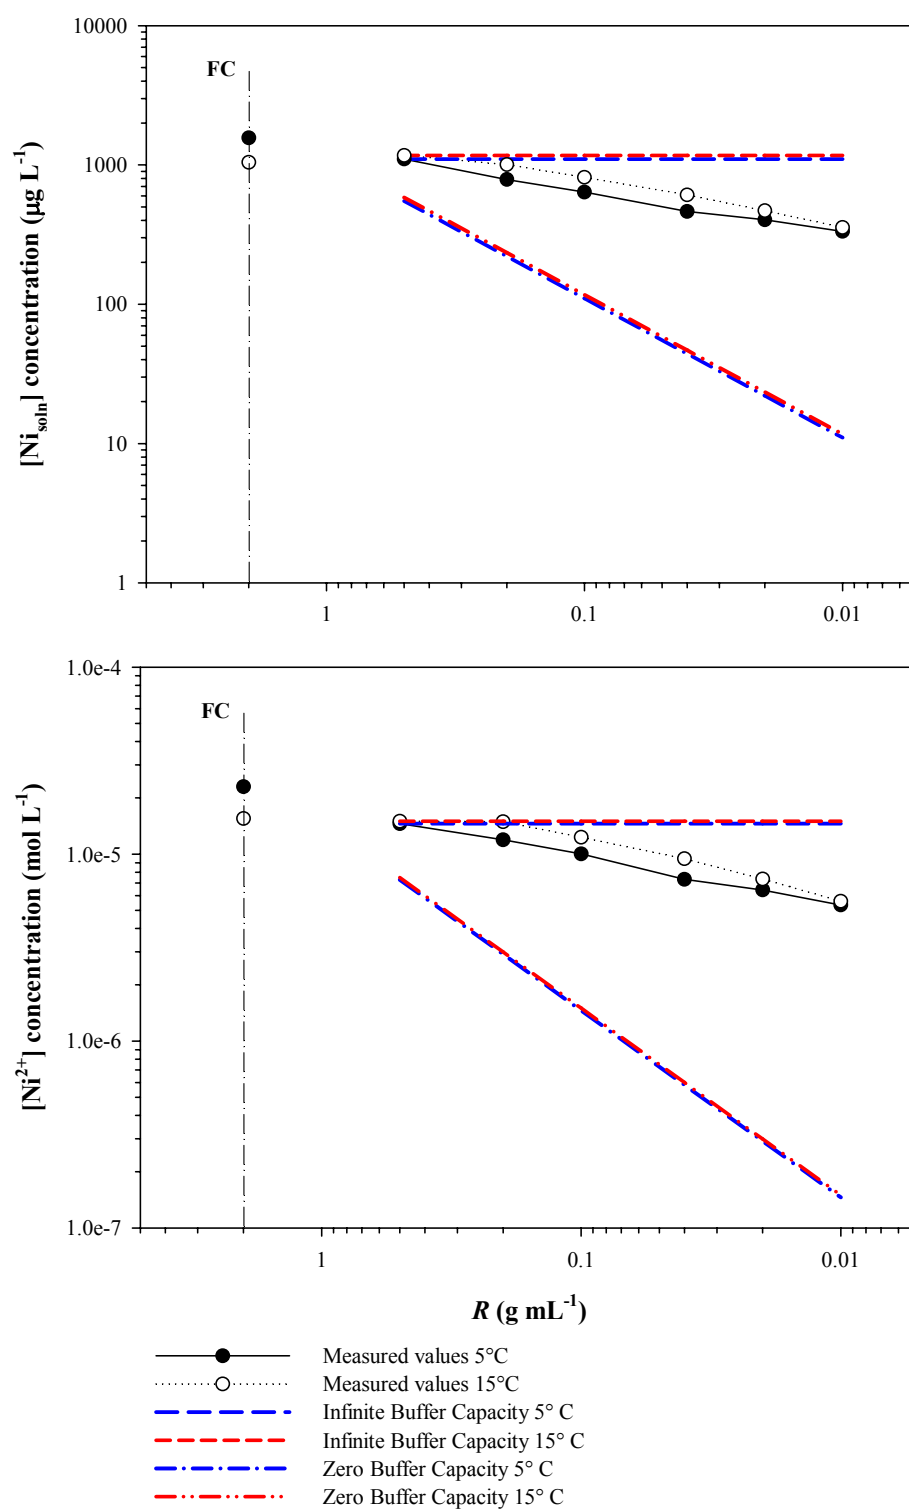 10000
FC
1000
100
10
1
1
0.1
0.01
[Ni_soln] concentration (µg L⁻¹)
1.0e-4
FC
1.0e-5
1.0e-6
1.0e-7
1
0.1
0.01
[Ni²⁺] concentration (mol L⁻¹)
R (g mL⁻¹)
Measured values 5°C
Measured values 15°C
Infinite Buffer Capacity 5° C
Infinite Buffer Capacity 15° C
Zero Buffer Capacity 5° C
Zero Buffer Capacity 15° C